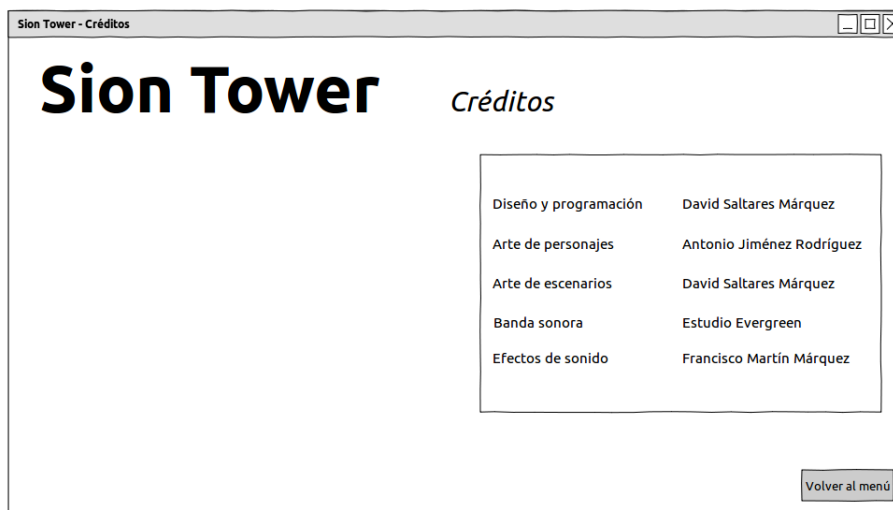 Sion Tower - Créditos
Sion Tower
Créditos
Diseño y programación David Saltares Márquez
Arte de personajes Antonio Jiménez Rodríguez
Arte de escenarios David Saltares Márquez
Banda sonora Estudio Evergreen
Efectos de sonido Francisco Martín Márquez
Volver al menú